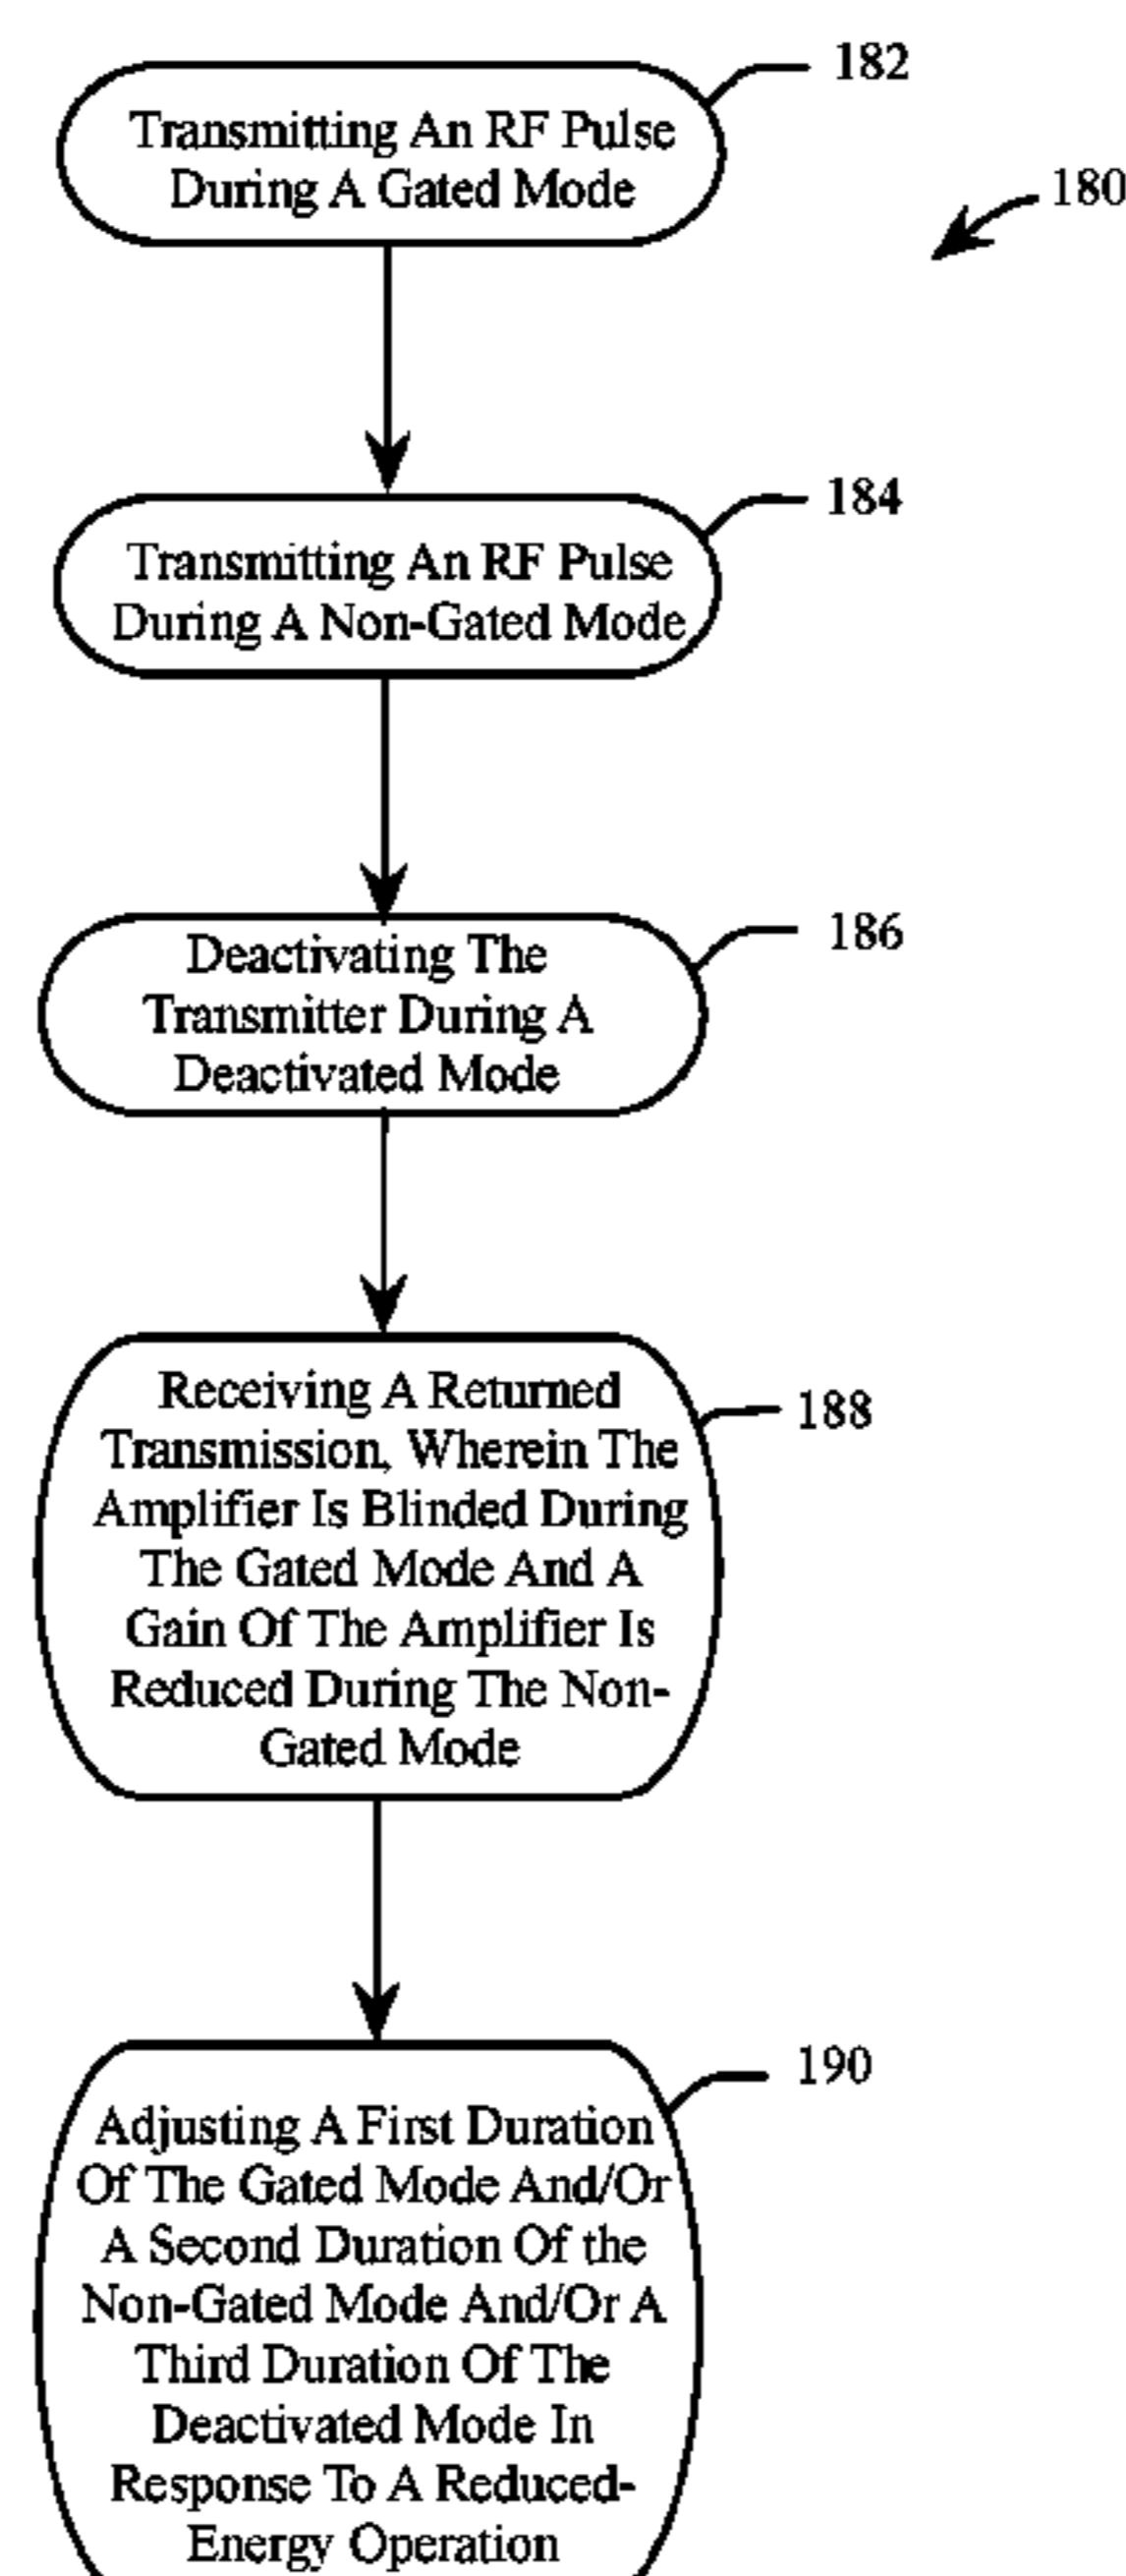 182
Transmitting An RF Pulse
During A Gated Mode
180
184
Transmitting An RF Pulse
During A Non-Gated Mode
186
Deactivating The
Transmitter During A
Deactivated Mode
188
Receiving A Returned
Transmission, Wherein The
Amplifier Is Blinded During
The Gated Mode And A
Gain Of The Amplifier Is
Reduced During The Non-
Gated Mode
190
Adjusting A First Duration
Of The Gated Mode And/Or
A Second Duration Of the
Non-Gated Mode And/Or A
Third Duration Of The
Deactivated Mode In
Response To A Reduced-
Energy Operation